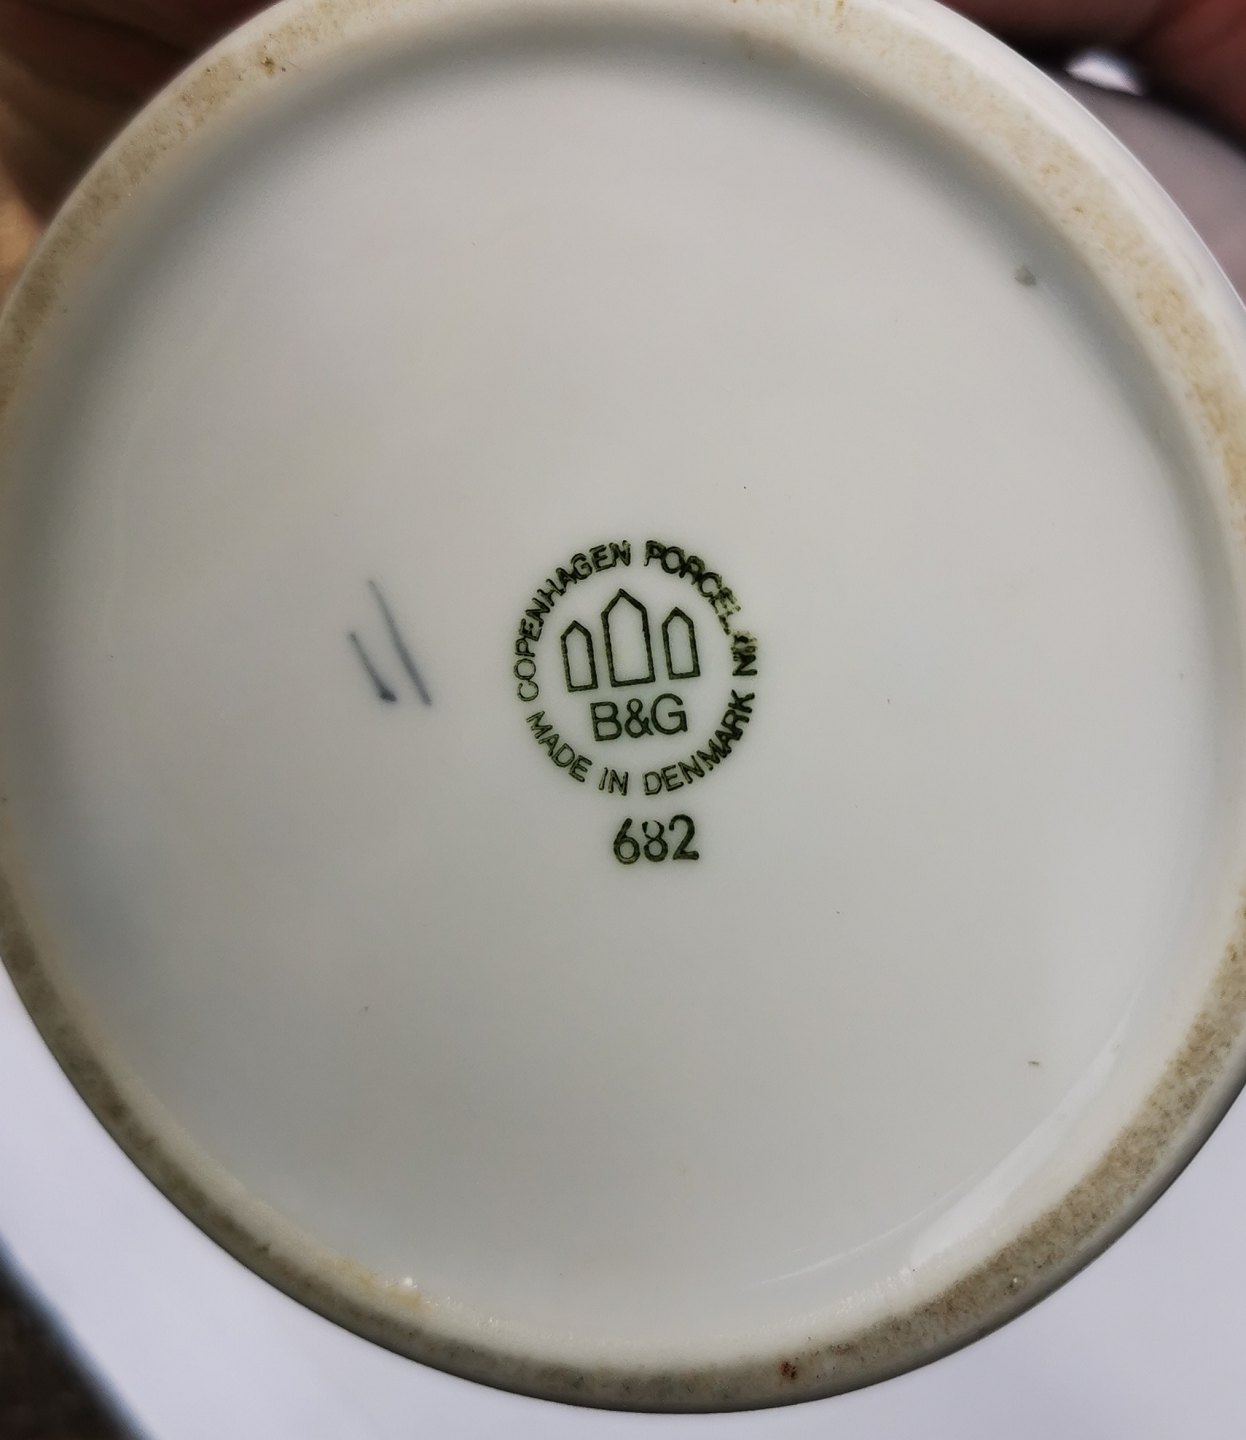 COPENHAGEN PORCELAIN
B&G
MADE IN DENMARK
682